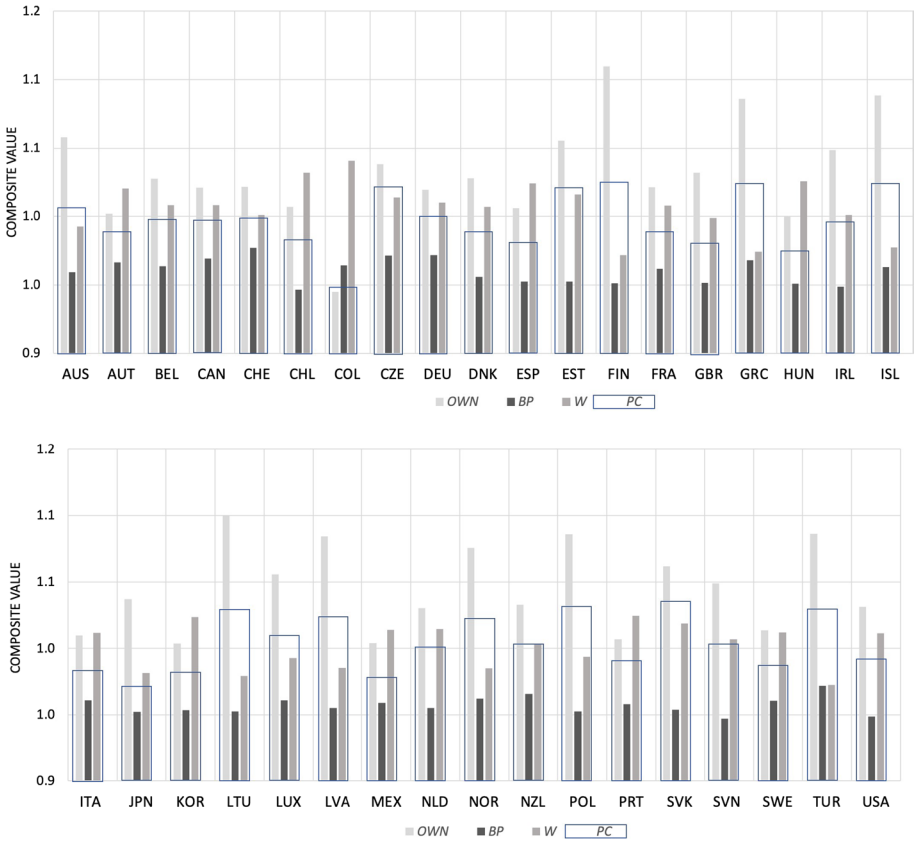 1.2
1.1
1.1
1.0
1.0
0.9
COMPOSITE VALUE
AUS AUT BEL CAN CHE CHL COL CZE DEU DNK ESP EST FIN FRA GBR GRC HUN IRL ISL
OWN BP W PC
1.2
1.1
1.1
1.0
1.0
0.9
COMPOSITE VALUE
ITA JPN KOR LTU LUX LVA MEX NLD NOR NZL POL PRT SVK SVN SWE TUR USA
OWN BP W PC